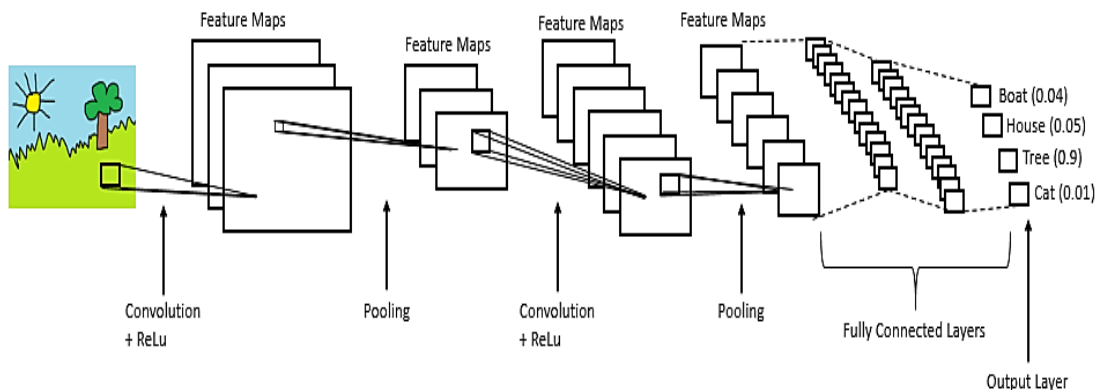 Feature Maps
Feature Maps
Feature Maps
Feature Maps
Boat (0.04)
House (0.05)
Tree (0.9)
Cat (0.01)
Convolution
+ ReLu
Pooling
Convolution
+ ReLu
Pooling
Fully Connected Layers
Output Layer